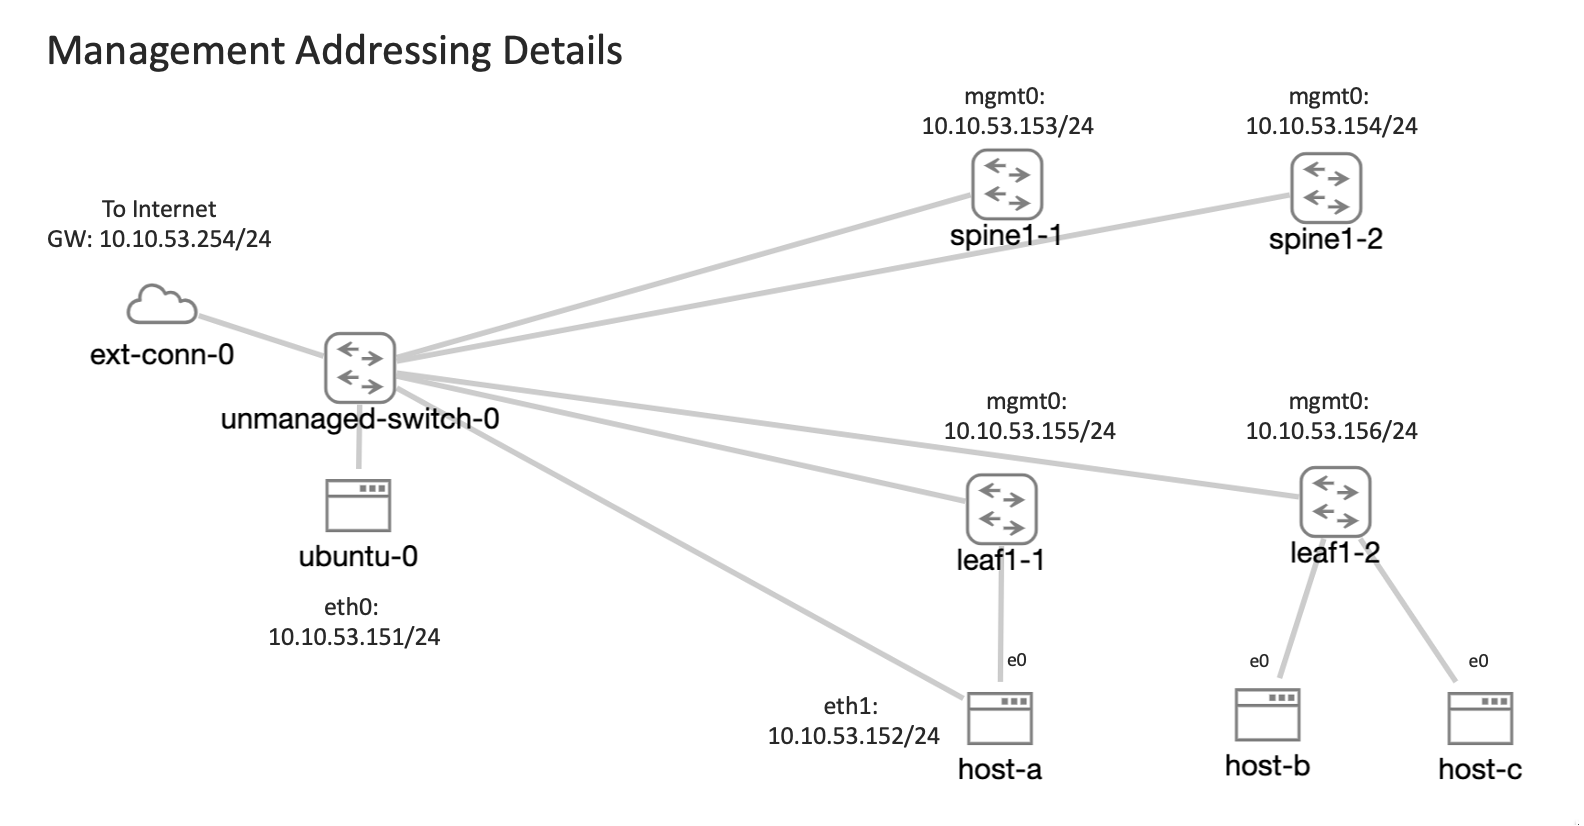 Management Addressing Details
mgmt0:
10.10.53.153/24
mgmt0:
10.10.53.154/24
spine1-1
spine1-2
To Internet
GW: 10.10.53.254/24
ext-conn-0
unmanaged-switch-0
mgmt0:
10.10.53.155/24
mgmt0:
10.10.53.156/24
leaf1-1
leaf1-2
ubuntu-0
eth0:
10.10.53.151/24
e0
e0
e0
eth1:
10.10.53.152/24
host-a
host-b
host-c